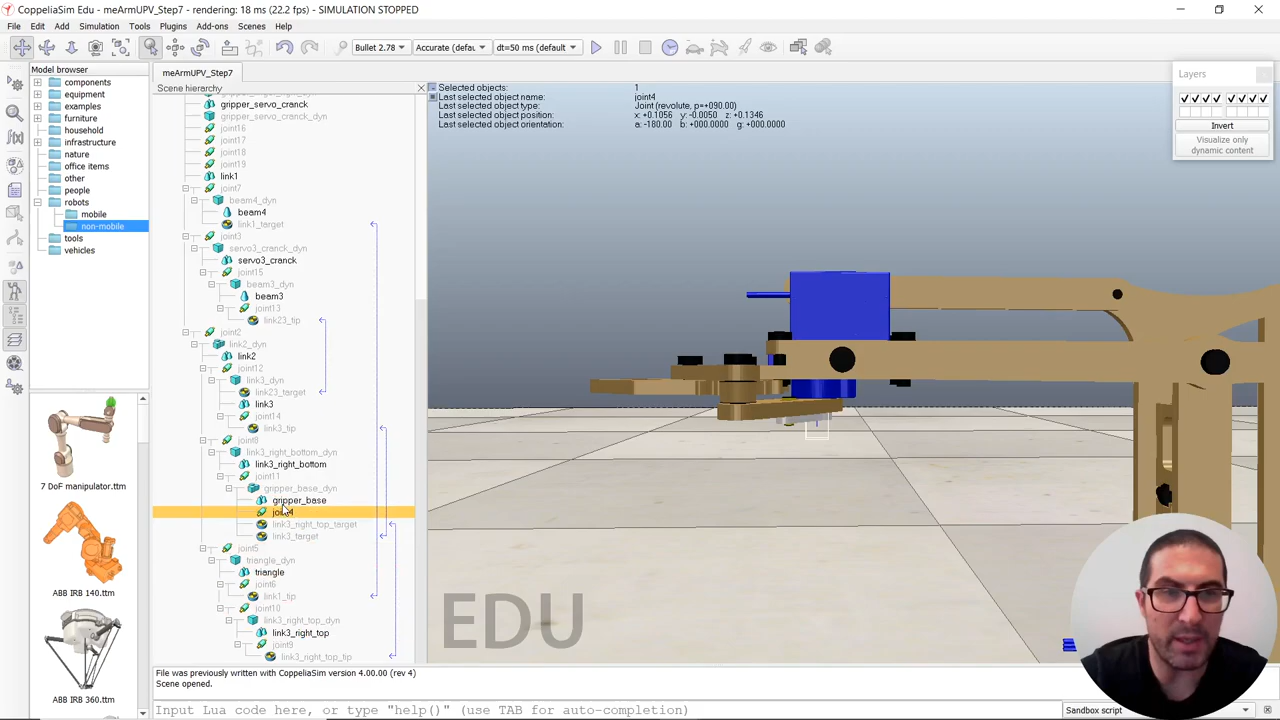 CoppeliaSim Edu - meArmUPV_Step7 - rendering: 18 ms (22.2 fps) - SIMULATION STOPPED
File Edit Add Simulation Tools Plugins Add-ons Scenes Help
Bullet 2.78 Accurate (defau dt=50 ms (default)
Model browser
components
equipment
examples
furniture
household
infrastructure
nature
office items
other
people
robots
mobile
non-mobile
tools
vehicles
7 DoF manipulator.ttm
ABB IRB 140.ttm
ABB IRB 360.ttm
meArmUPV_Step7
Scene hierarchy
gripper_servo_cranck
gripper_servo_cranck_dyn
joint16
joint17
joint18
joint19
link1
joint7
beam4_dyn
beam4
link1_target
joint3
servo3_cranck_dyn
servo3_cranck
joint15
beam3_dyn
beam3
joint13
link23_tip
joint2
link2_dyn
link2
joint12
link3_dyn
link23_target
link3
joint14
link3_tip
joint8
link3_right_bottom_dyn
link3_right_bottom
joint11
gripper_base_dyn
gripper_base
joint4
link3_right_top_target
link3_target
joint5
triangle_dyn
triangle
joint6
link1_tip
joint10
link3_right_top_dyn
link3_right_top
joint9
link3_right_top_tip
Selected objects: 1
Last selected object name: joint4
Last selected object type: Joint (revolute, p=+090.00)
Last selected object position: x: +0.1056 y: -0.0050 z: +0.1346
Last selected object orientation: a: -180.00 b: +000.0000 g: +000.0000
Layers
Invert
Visualize only
dynamic content
EDU
File was previously written with CoppeliaSim version 4.00.00 (rev 4)
Scene opened.
Input Lua code here, or type "help()" (use TAB for auto-completion)
Sandbox script